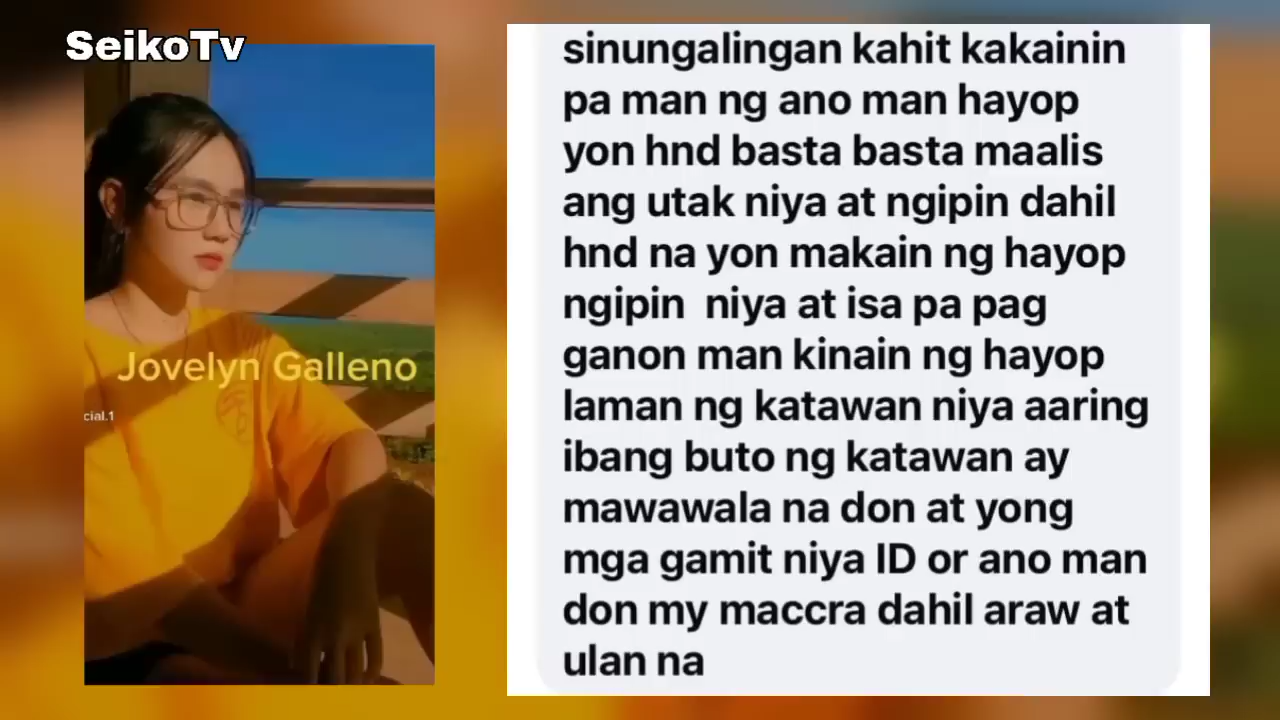 SeikoTv
Jovelyn Galleno
cial.1
sinungalingan kahit kakainin
pa man ng ano man hayop
yon hnd basta basta maalis
ang utak niya at ngipin dahil
hnd na yon makain ng hayop
ngipin  niya at isa pa pag
ganon man kinain ng hayop
laman ng katawan niya aaring
ibang buto ng katawan ay
mawawala na don at yong
mga gamit niya ID or ano man
don my maccra dahil araw at
ulan na